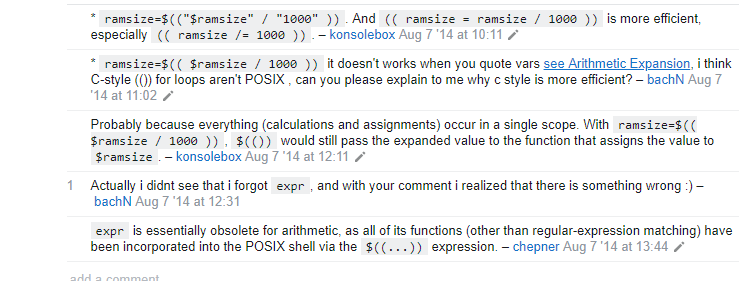 * ramsize=$(("$ramsize" / "1000" )) . And (( ramsize = ramsize / 1000 )) is more efficient,
especially (( ramsize /= 1000 )) . – konsolebox Aug 7 '14 at 10:11
* ramsize=$(( $ramsize / 1000 )) it doesn't works when you quote vars see Arithmetic Expansion, i think
C-style (()) for loops aren't POSIX , can you please explain to me why c style is more efficient? – bachN Aug 7
'14 at 11:02
Probably because everything (calculations and assignments) occur in a single scope. With ramsize=$((
$ramsize / 1000 )) , $(()) would still pass the expanded value to the function that assigns the value to
$ramsize . – konsolebox Aug 7 '14 at 12:11
1 Actually i didnt see that i forgot expr , and with your comment i realized that there is something wrong :) –
bachN Aug 7 '14 at 12:31
expr is essentially obsolete for arithmetic, as all of its functions (other than regular-expression matching) have
been incorporated into the POSIX shell via the $((...)) expression. – chepner Aug 7 '14 at 13:44
add a comment